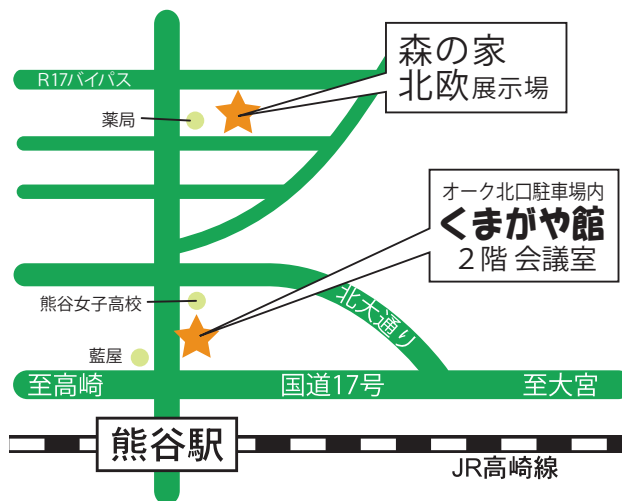 森の家
北欧展示場
R17バイパス
薬局
オーク北口駐車場内
くまがや館
2階 会議室
熊谷女子高校
北大通り
藍屋
至高崎
国道17号
至大宮
熊谷駅
JR高崎線